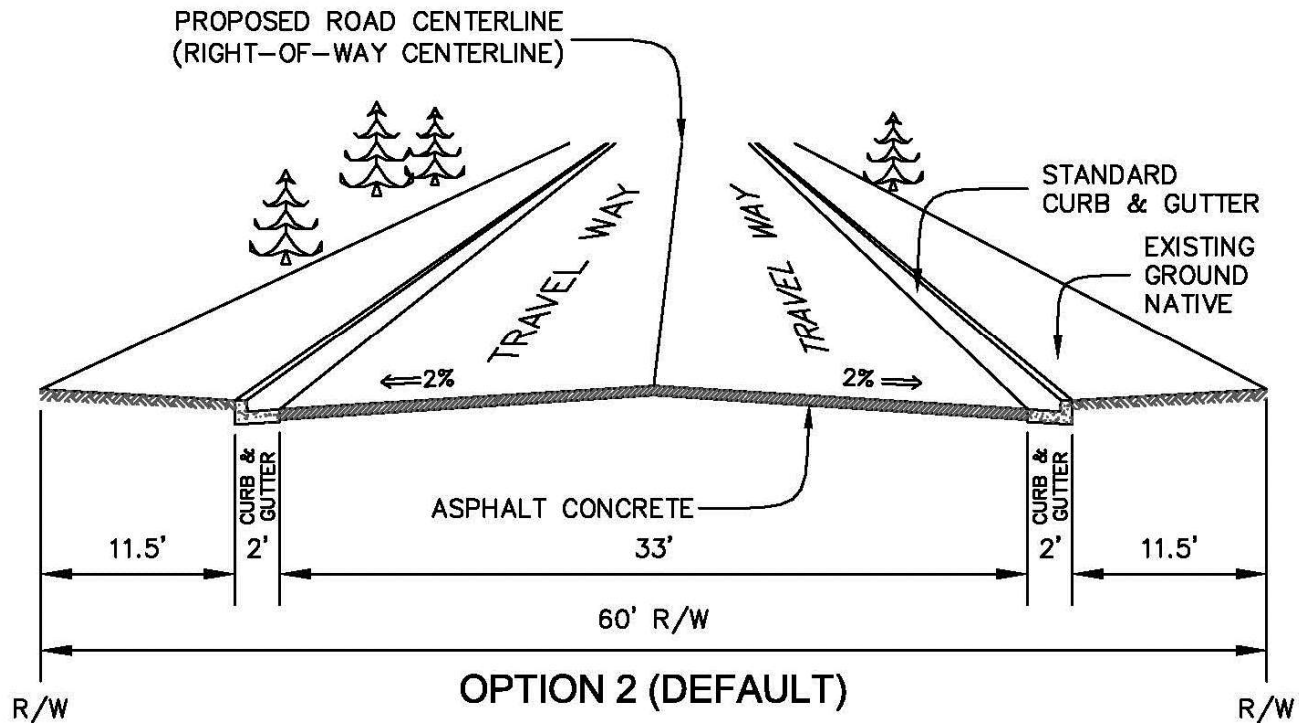 PROPOSED ROAD CENTERLINE
(RIGHT-OF-WAY CENTERLINE)
STANDARD
CURB & GUTTER
EXISTING
GROUND
NATIVE
TRAVEL WAY
TRAVEL WAY
2%
2%
CURB &
GUTTER
CURB &
GUTTER
ASPHALT CONCRETE
11.5'
2'
33'
2'
11.5'
60' R/W
OPTION 2 (DEFAULT)
R/W
R/W